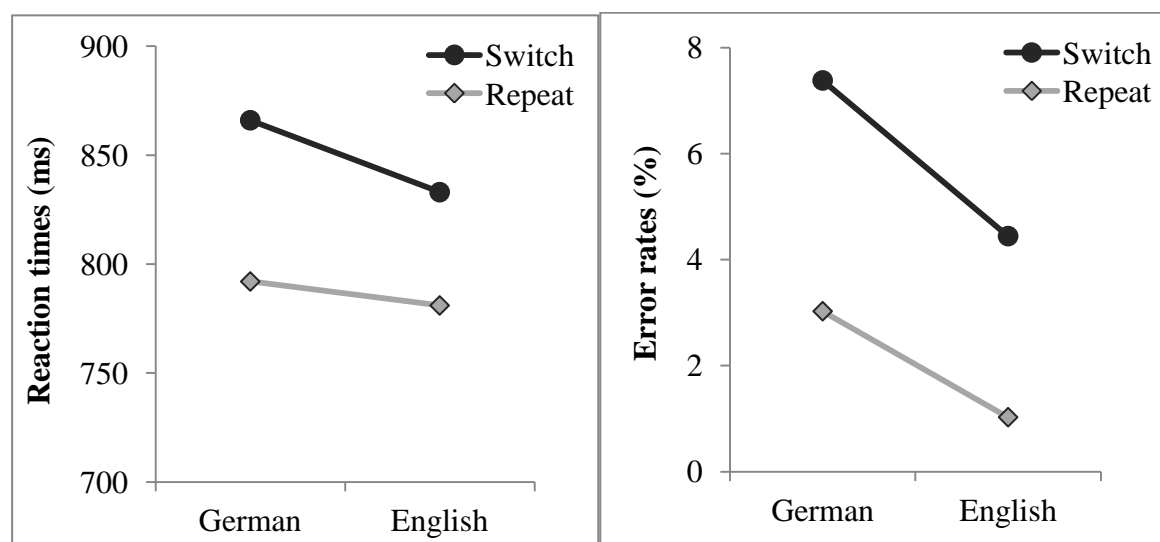 Reaction times (ms)
900
850
800
750
700
German
English
Switch
Repeat
Error rates (%)
8
6
4
2
0
German
English
Switch
Repeat